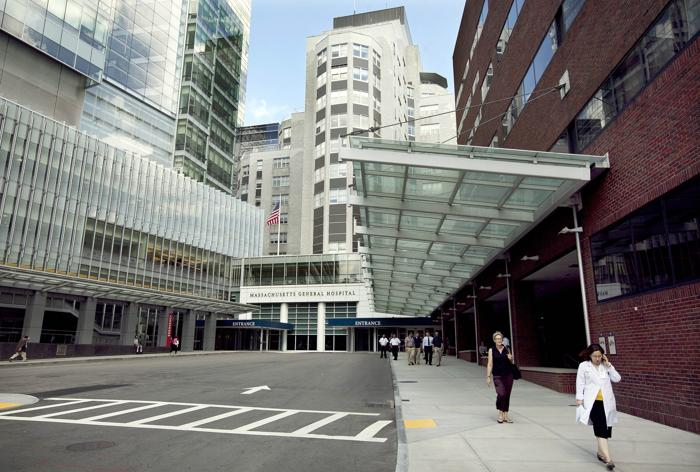 MASSACHUSETTS GENERAL HOSPITAL
ENTRANCE
ENTRANCE